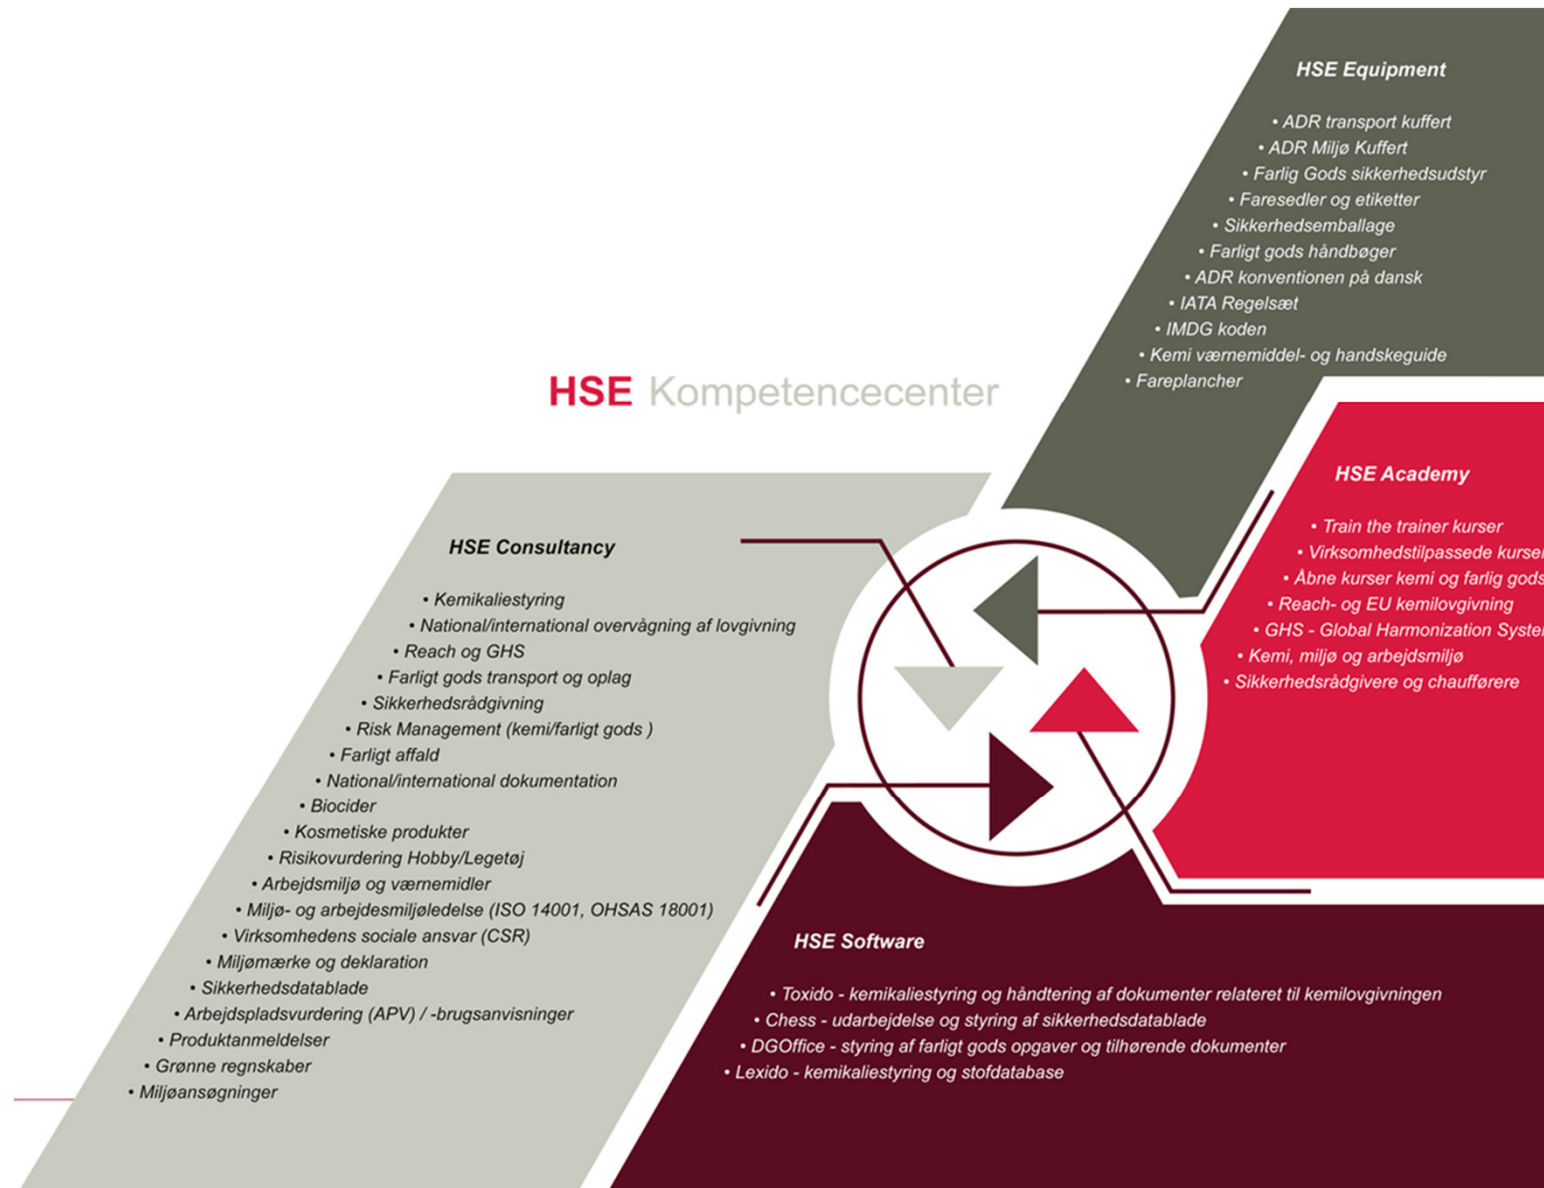 HSE Kompetencecenter
HSE Equipment
• ADR transport kuffert
• ADR Miljø Kuffert
• Farlig Gods sikkerhedsudstyr
• Faresedler og etiketter
• Sikkerhedsemballage
• Farligt gods håndbøger
• ADR konventionen på dansk
• IATA Regelsæt
• IMDG koden
• Kemi værnemiddel- og handskeguide
• Fareplancher
HSE Academy
• Train the trainer kurser
• Virksomhedstilpassede kurser
• Åbne kurser kemi og farlig gods
• Reach- og EU kemilovgivning
• GHS - Global Harmonization Syste
• Kemi, miljø og arbejdsmiljø
• Sikkerhedsrådgivere og chaufførere
HSE Consultancy
• Kemikaliestyring
• National/international overvågning af lovgivning
• Reach og GHS
• Farligt gods transport og oplag
• Sikkerhedsrådgivning
• Risk Management (kemi/farligt gods )
• Farligt affald
• National/international dokumentation
• Biocider
• Kosmetiske produkter
• Risikovurdering Hobby/Legetøj
• Arbejdsmiljø og værnemidler
• Miljø- og arbejdesmiljøledelse (ISO 14001, OHSAS 18001)
• Virksomhedens sociale ansvar (CSR)
• Miljømærke og deklaration
• Sikkerhedsdatablade
• Arbejdspladsvurdering (APV) / -brugsanvisninger
• Produktanmeldelser
• Grønne regnskaber
• Miljøansøgninger
HSE Software
• Toxido - kemikaliestyring og håndtering af dokumenter relateret til kemilovgivningen
• Chess - udarbejdelse og styring af sikkerhedsdatablade
• DGOffice - styring af farligt gods opgaver og tilhørende dokumenter
• Lexido - kemikaliestyring og stofdatabase